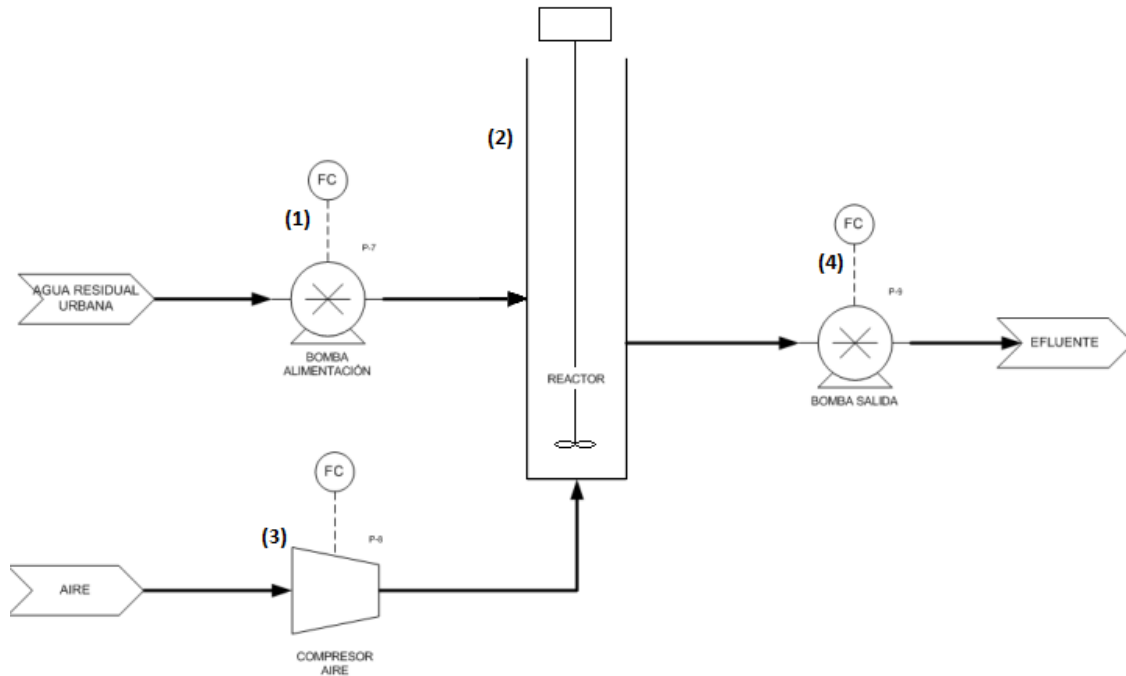 (2)
FC
(1)
P-7
AGUA RESIDUAL
URBANA
BOMBA
ALIMENTACIÓN
REACTOR
FC
(4)
P-9
EFLUENTE
BOMBA SALIDA
FC
(3)
P-8
AIRE
COMPRESOR
AIRE